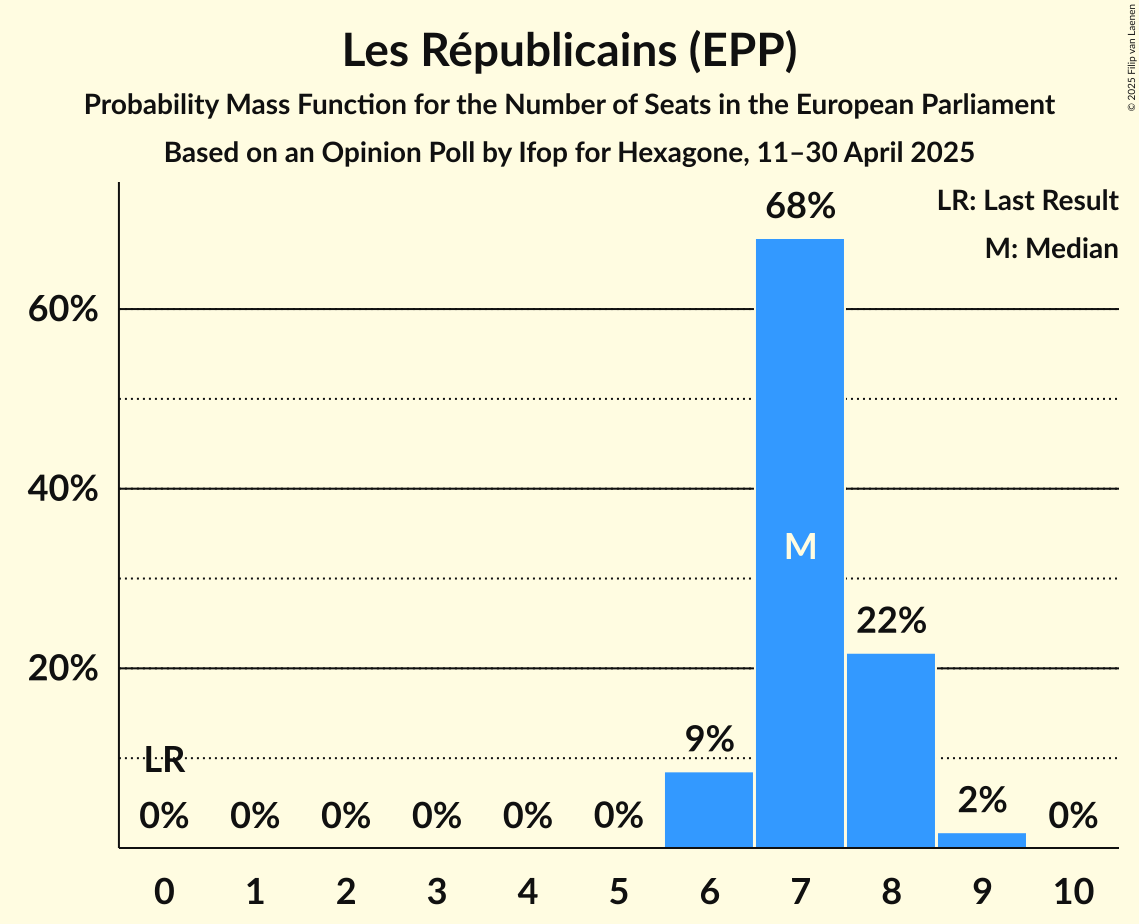 Les Républicains (EPP)
Probability Mass Function for the Number of Seats in the European Parliament
Based on an Opinion Poll by Ifop for Hexagone, 11–30 April 2025
© 2025 Filip van Laenen
LR: Last Result
M: Median
68%
60%
40%
M
22%
20%
9%
LR
2%
0% 0% 0% 0% 0% 0% 0%
0 1 2 3 4 5 6 7 8 9 10